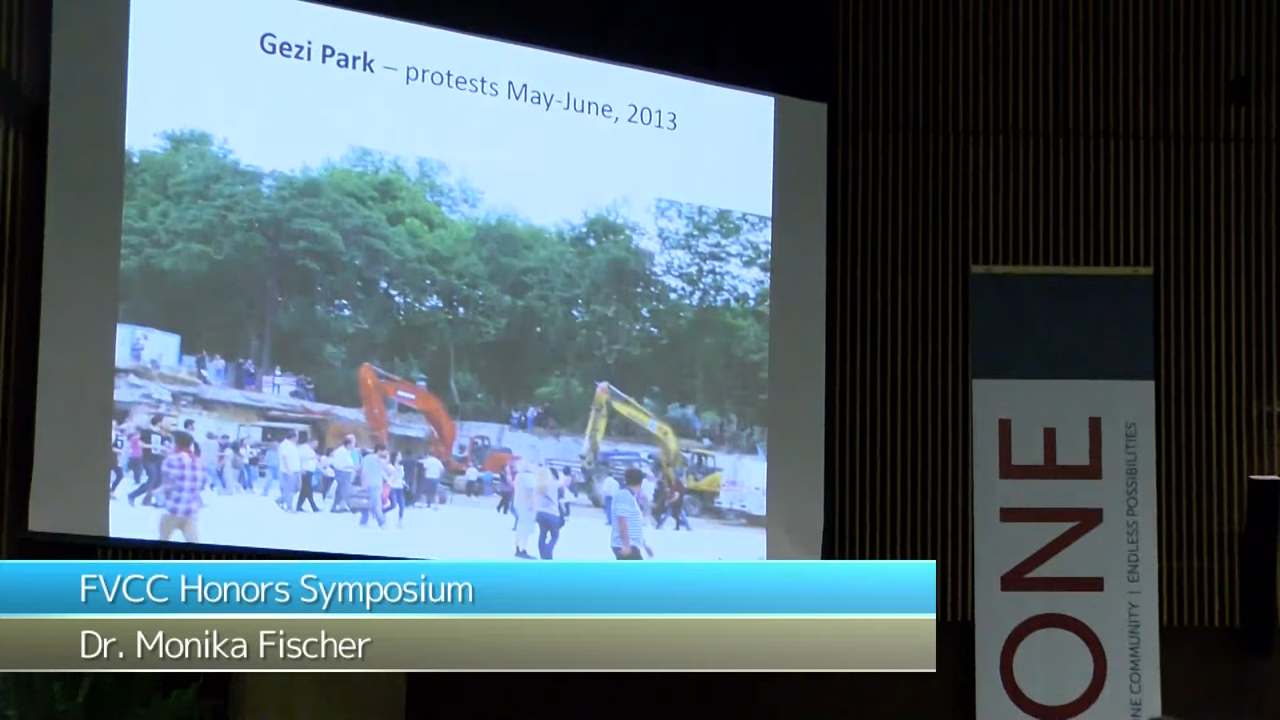 Gezi Park – protests May-June, 2013
FVCC Honors Symposium
Dr. Monika Fischer
ONE
NE COMMUNITY | ENDLESS POSSIBILITIES